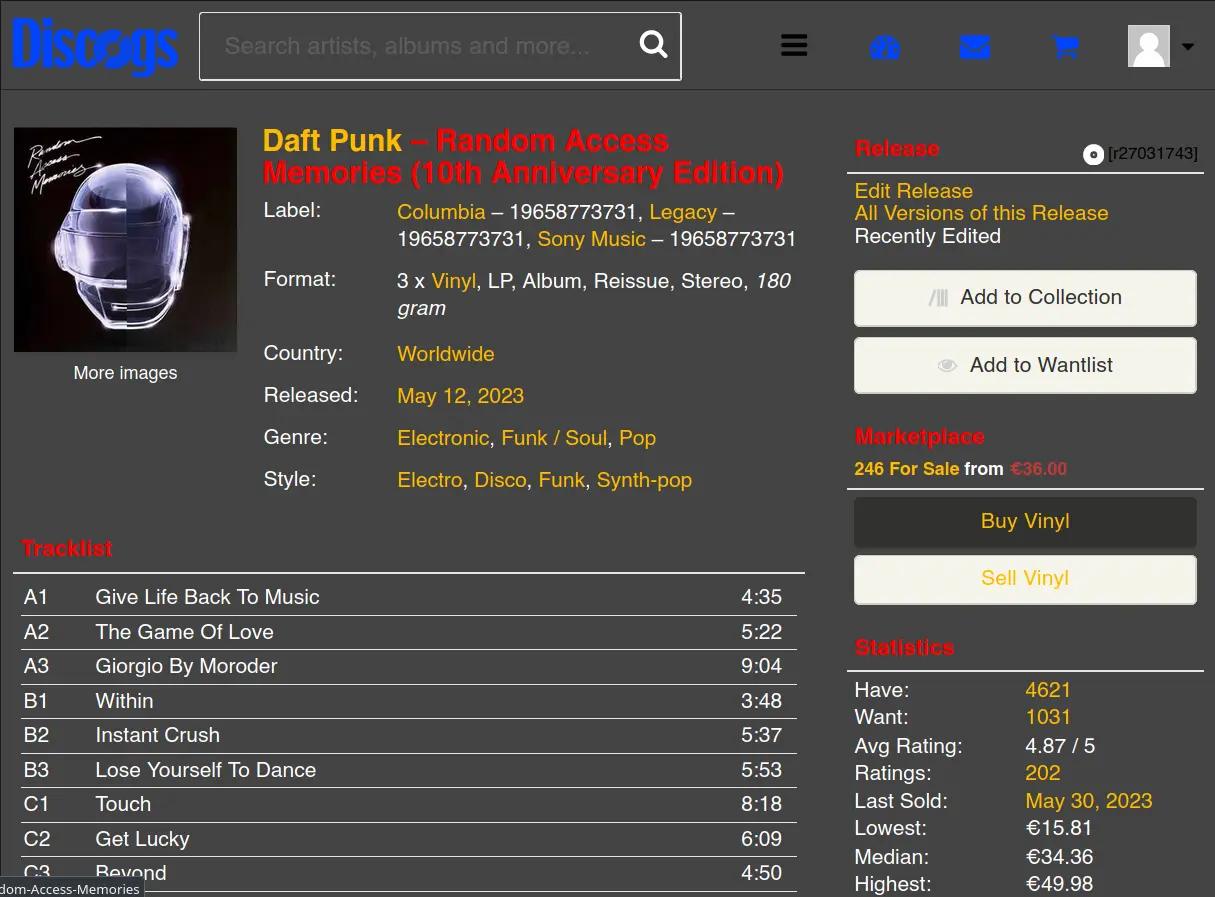 Discogs
Search artists, albums and more...
Random
Access
Memories
More images
Daft Punk – Random Access
Memories (10th Anniversary Edition)
Label: Columbia – 19658773731, Legacy –
19658773731, Sony Music – 19658773731
Format: 3 x Vinyl, LP, Album, Reissue, Stereo, 180
gram
Country: Worldwide
Released: May 12, 2023
Genre: Electronic, Funk / Soul, Pop
Style: Electro, Disco, Funk, Synth-pop
Tracklist
A1 Give Life Back To Music 4:35
A2 The Game Of Love 5:22
A3 Giorgio By Moroder 9:04
B1 Within 3:48
B2 Instant Crush 5:37
B3 Lose Yourself To Dance 5:53
C1 Touch 8:18
C2 Get Lucky 6:09
C3 Beyond 4:50
dom-Access-Memories
Release [r27031743]
Edit Release
All Versions of this Release
Recently Edited
Add to Collection
Add to Wantlist
Marketplace
246 For Sale from €36.00
Buy Vinyl
Sell Vinyl
Statistics
Have: 4621
Want: 1031
Avg Rating: 4.87 / 5
Ratings: 202
Last Sold: May 30, 2023
Lowest: €15.81
Median: €34.36
Highest: €49.98